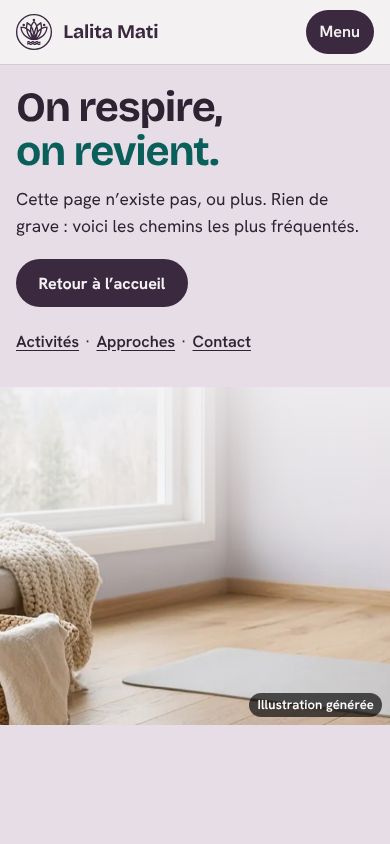 Lalita Mati
Menu
On respire,
on revient.
Cette page n’existe pas, ou plus. Rien de
grave : voici les chemins les plus fréquentés.
Retour à l’accueil
Activités · Approches · Contact
Illustration générée